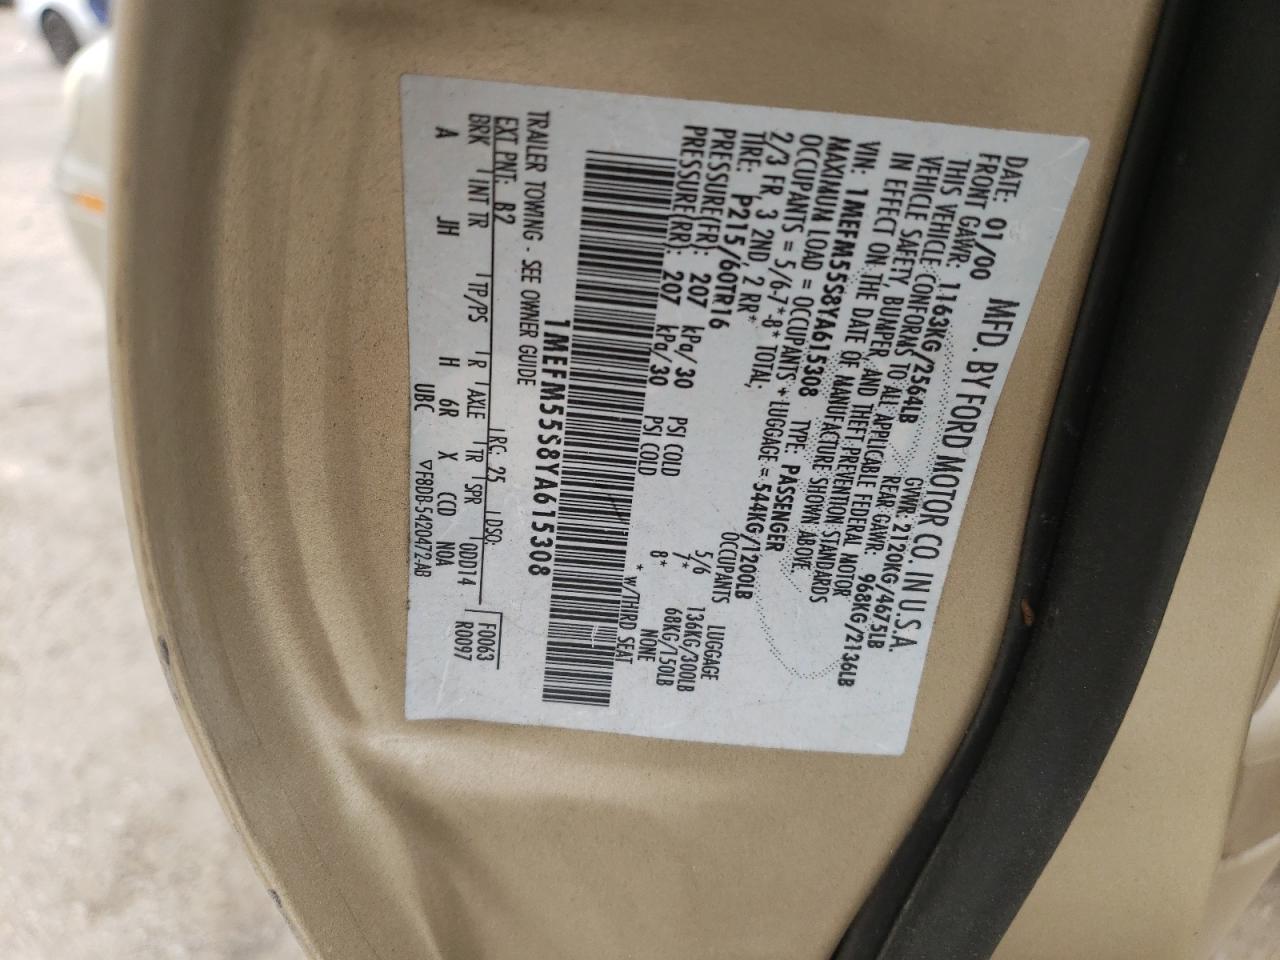 DATE: 01/00 MFD. BY FORD MOTOR CO. IN U.S.A.
FRONT GAWR: 1163KG/2564LB GVWR: 2120KG/4675LB
REAR GAWR: 968KG/2136LB
THIS VEHICLE CONFORMS TO ALL APPLICABLE FEDERAL MOTOR
VEHICLE SAFETY, BUMPER AND THEFT PREVENTION STANDARDS
IN EFFECT ON THE DATE OF MANUFACTURE SHOWN ABOVE.
VIN: 1MEFM55S8YA615308 TYPE: PASSENGER
MAXIMUM LOAD = OCCUPANTS + LUGGAGE = 544KG/1200LB
OCCUPANTS = 5/6-7*-8* TOTAL, OCCUPANTS LUGGAGE
2/3 FR, 3 2ND, 2 RR* 5/6 136KG/300LB
TIRE: P215/60TR16 7* 68KG/150LB
PRESSURE(FR): 207 kPa/30 PSI COLD 8* NONE
PRESSURE(RR): 207 kPa/30 PSI COLD * w/THIRD SEAT
1MEFM55S8YA615308
TRAILER TOWING - SEE OWNER GUIDE
EXT PNT: B2 RC: 25 DSO: F0063
BRK INT TR TP/PS R AXLE TR SPR ODD14 R0097
A JH H 6R X CCD NOA
UBC ▽F8DB-5420472-AB